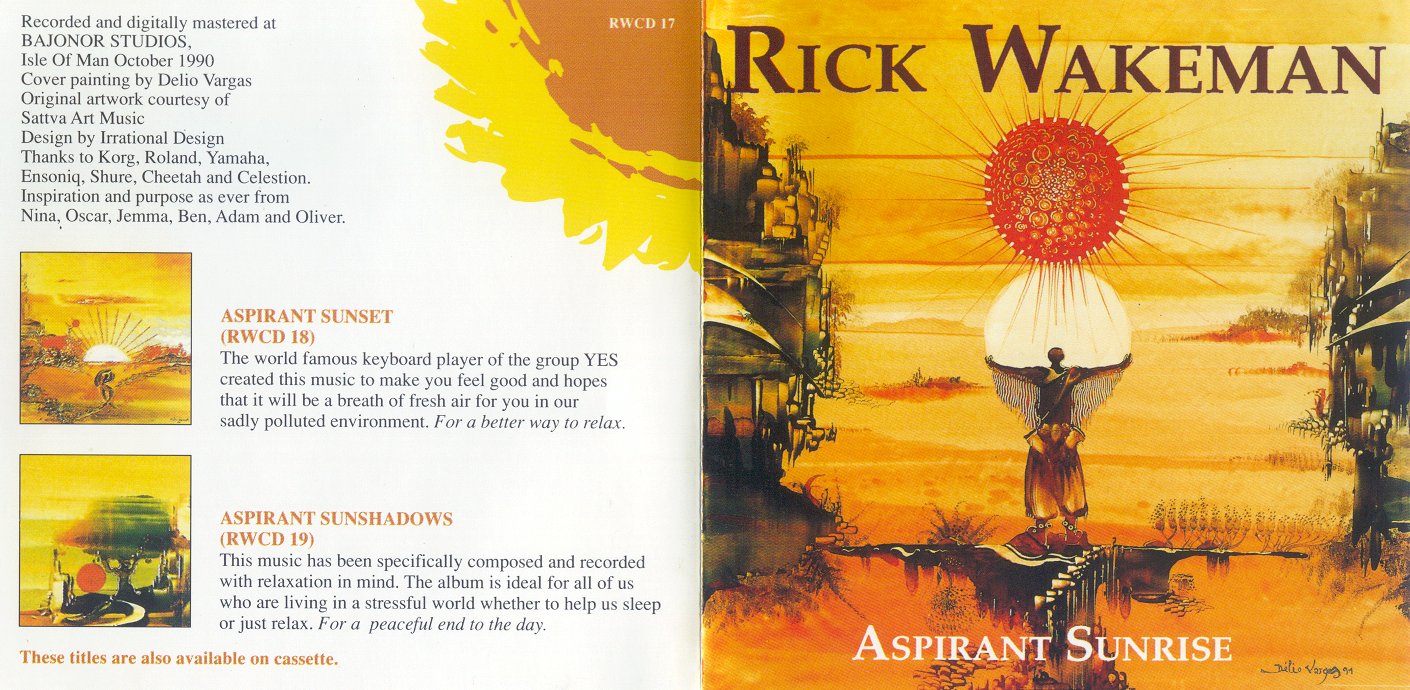 Recorded and digitally mastered at
BAJONOR STUDIOS,
Isle Of Man October 1990
Cover painting by Delio Vargas
Original artwork courtesy of
Sattva Art Music
Design by Irrational Design
Thanks to Korg, Roland, Yamaha,
Ensoniq, Shure, Cheetah and Celestion.
Inspiration and purpose as ever from
Nina, Oscar, Jemma, Ben, Adam and Oliver.
RWCD 17
ASPIRANT SUNSET
(RWCD 18)
The world famous keyboard player of the group YES
created this music to make you feel good and hopes
that it will be a breath of fresh air for you in our
sadly polluted environment. For a better way to relax.
ASPIRANT SUNSHADOWS
(RWCD 19)
This music has been specifically composed and recorded
with relaxation in mind. The album is ideal for all of us
who are living in a stressful world whether to help us sleep
or just relax. For a peaceful end to the day.
These titles are also available on cassette.
RICK WAKEMAN
ASPIRANT SUNRISE
Délio Vargas 91